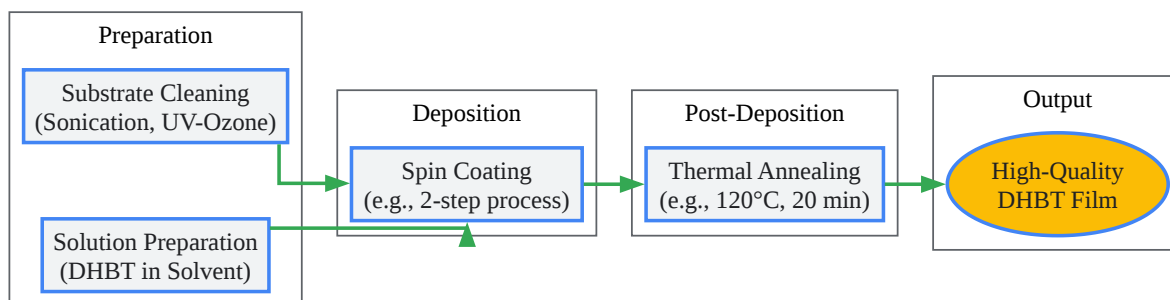 Preparation
Substrate Cleaning
(Sonication, UV-Ozone)
Solution Preparation
(DHBT in Solvent)
Deposition
Spin Coating
(e.g., 2-step process)
Post-Deposition
Thermal Annealing
(e.g., 120°C, 20 min)
Output
High-Quality
DHBT Film